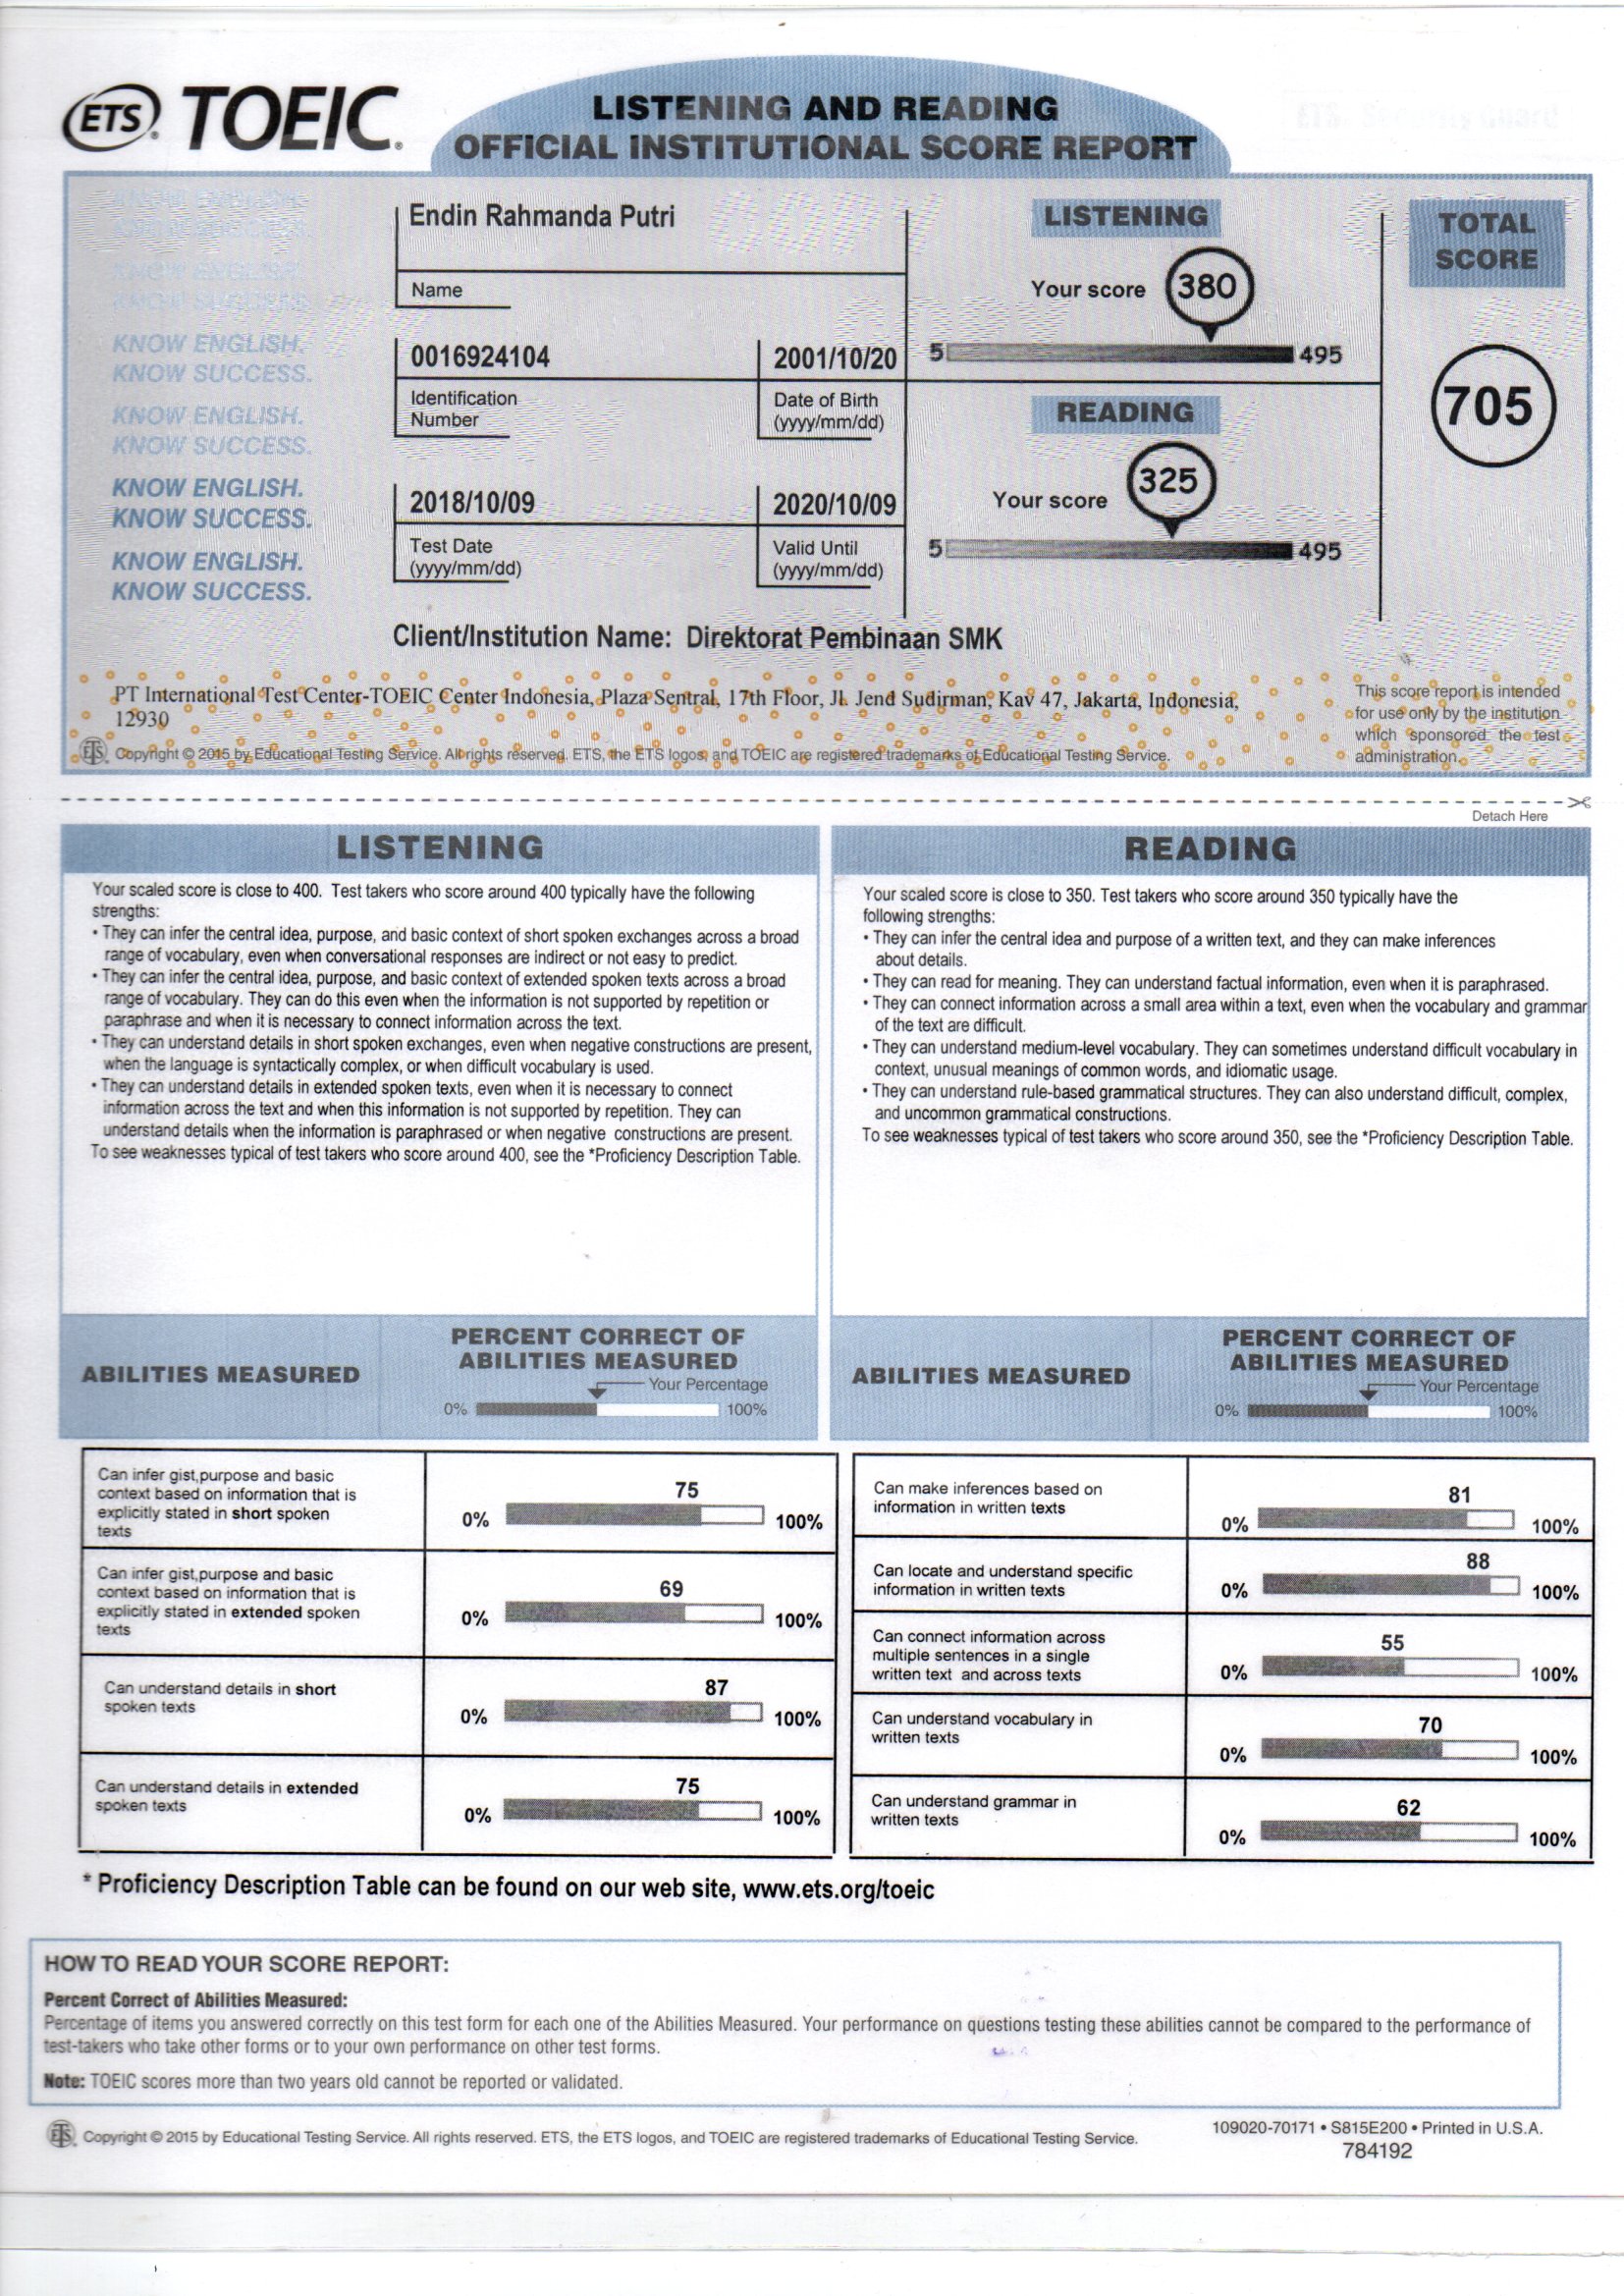 ETS® TOEIC®
LISTENING AND READING
OFFICIAL INSTITUTIONAL SCORE REPORT
KNOW ENGLISH.
KNOW SUCCESS.
KNOW ENGLISH.
KNOW SUCCESS.
KNOW ENGLISH.
KNOW SUCCESS.
KNOW ENGLISH.
KNOW SUCCESS.
KNOW ENGLISH.
KNOW SUCCESS.
KNOW ENGLISH.
KNOW SUCCESS.
Endin Rahmanda Putri
Name
0016924104
2001/10/20
Identification
Number
Date of Birth
(yyyy/mm/dd)
2018/10/09
2020/10/09
Test Date
(yyyy/mm/dd)
Valid Until
(yyyy/mm/dd)
LISTENING
Your score 380
5 495
READING
Your score 325
5 495
TOTAL
SCORE
705
Client/Institution Name: Direktorat Pembinaan SMK
PT International Test Center-TOEIC Center Indonesia, Plaza Sentral, 17th Floor, Jl. Jend Sudirman, Kav 47, Jakarta, Indonesia,
12930
This score report is intended
for use only by the institution
which sponsored the test
administration.
ETS Copyright © 2015 by Educational Testing Service. All rights reserved. ETS, the ETS logos, and TOEIC are registered trademarks of Educational Testing Service.
Detach Here
LISTENING
Your scaled score is close to 400. Test takers who score around 400 typically have the following
strengths:
• They can infer the central idea, purpose, and basic context of short spoken exchanges across a broad
range of vocabulary, even when conversational responses are indirect or not easy to predict.
• They can infer the central idea, purpose, and basic context of extended spoken texts across a broad
range of vocabulary. They can do this even when the information is not supported by repetition or
paraphrase and when it is necessary to connect information across the text.
• They can understand details in short spoken exchanges, even when negative constructions are present,
when the language is syntactically complex, or when difficult vocabulary is used.
• They can understand details in extended spoken texts, even when it is necessary to connect
information across the text and when this information is not supported by repetition. They can
understand details when the information is paraphrased or when negative constructions are present.
To see weaknesses typical of test takers who score around 400, see the *Proficiency Description Table.
READING
Your scaled score is close to 350. Test takers who score around 350 typically have the
following strengths:
• They can infer the central idea and purpose of a written text, and they can make inferences
about details.
• They can read for meaning. They can understand factual information, even when it is paraphrased.
• They can connect information across a small area within a text, even when the vocabulary and grammar
of the text are difficult.
• They can understand medium-level vocabulary. They can sometimes understand difficult vocabulary in
context, unusual meanings of common words, and idiomatic usage.
• They can understand rule-based grammatical structures. They can also understand difficult, complex,
and uncommon grammatical constructions.
To see weaknesses typical of test takers who score around 350, see the *Proficiency Description Table.
ABILITIES MEASURED
PERCENT CORRECT OF
ABILITIES MEASURED
Your Percentage
0% 100%
Can infer gist,purpose and basic
context based on information that is
explicitly stated in short spoken
texts
75
0% 100%
Can infer gist,purpose and basic
context based on information that is
explicitly stated in extended spoken
texts
69
0% 100%
Can understand details in short
spoken texts
87
0% 100%
Can understand details in extended
spoken texts
75
0% 100%
ABILITIES MEASURED
PERCENT CORRECT OF
ABILITIES MEASURED
Your Percentage
0% 100%
Can make inferences based on
information in written texts
81
0% 100%
Can locate and understand specific
information in written texts
88
0% 100%
Can connect information across
multiple sentences in a single
written text and across texts
55
0% 100%
Can understand vocabulary in
written texts
70
0% 100%
Can understand grammar in
written texts
62
0% 100%
* Proficiency Description Table can be found on our web site, www.ets.org/toeic
HOW TO READ YOUR SCORE REPORT:
Percent Correct of Abilities Measured:
Percentage of items you answered correctly on this test form for each one of the Abilities Measured. Your performance on questions testing these abilities cannot be compared to the performance of
test-takers who take other forms or to your own performance on other test forms.
Note: TOEIC scores more than two years old cannot be reported or validated.
ETS Copyright © 2015 by Educational Testing Service. All rights reserved. ETS, the ETS logos, and TOEIC are registered trademarks of Educational Testing Service.
109020-70171 • S815E200 • Printed in U.S.A.
784192